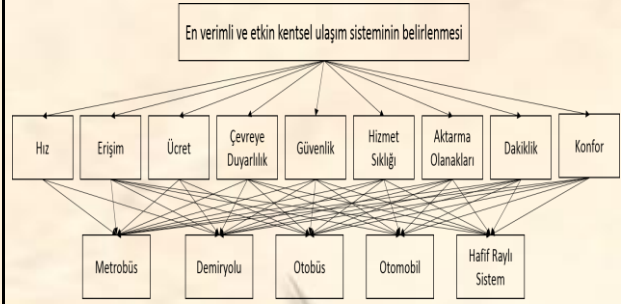 En verimli ve etkin kentsel ulaşım sisteminin belirlenmesi
Hız
Erişim
Ücret
Çevreye
Duyarlılık
Güvenlik
Hizmet
Sıklığı
Aktarma
Olanakları
Dakiklik
Konfor
Metrobüs
Demiryolu
Otobüs
Otomobil
Hafif Raylı
Sistem